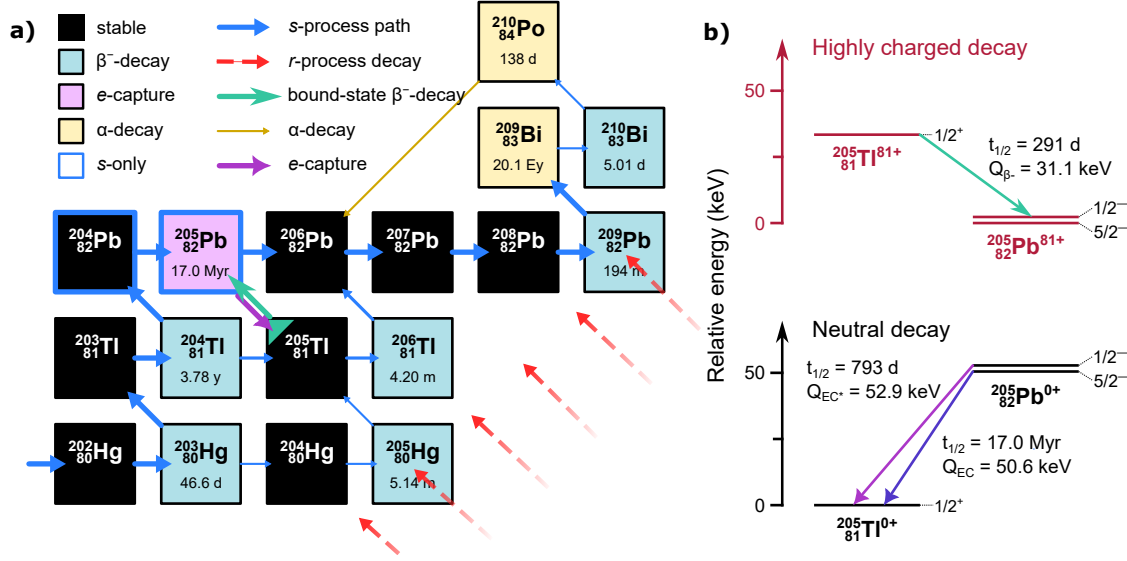 a)
stable
β⁻-decay
e-capture
α-decay
s-only
s-process path
r-process decay
bound-state β⁻-decay
α-decay
e-capture
²¹⁰₈₄Po
138 d
²⁰⁹₈₃Bi
20.1 Ey
²¹⁰₈₃Bi
5.01 d
²⁰⁴₈₂Pb
²⁰⁵₈₂Pb
17.0 Myr
²⁰⁶₈₂Pb
²⁰⁷₈₂Pb
²⁰⁸₈₂Pb
²⁰⁹₈₂Pb
194 m
²⁰³₈₁Tl
²⁰⁴₈₁Tl
3.78 y
²⁰⁵₈₁Tl
²⁰⁶₈₁Tl
4.20 m
²⁰²₈₀Hg
²⁰³₈₀Hg
46.6 d
²⁰⁴₈₀Hg
²⁰⁵₈₀Hg
5.14 m
b)
Relative energy (keV)
Highly charged decay
50
0
1/2⁺
²⁰⁵₈₁Tl⁸¹⁺
t₁/₂ = 291 d
Qᵦ₋ = 31.1 keV
1/2⁻
5/2⁻
²⁰⁵₈₂Pb⁸¹⁺
Neutral decay
50
0
t₁/₂ = 793 d
Q_EC* = 52.9 keV
1/2⁻
5/2⁻
²⁰⁵₈₂Pb⁰⁺
t₁/₂ = 17.0 Myr
Q_EC = 50.6 keV
1/2⁺
²⁰⁵₈₁Tl⁰⁺